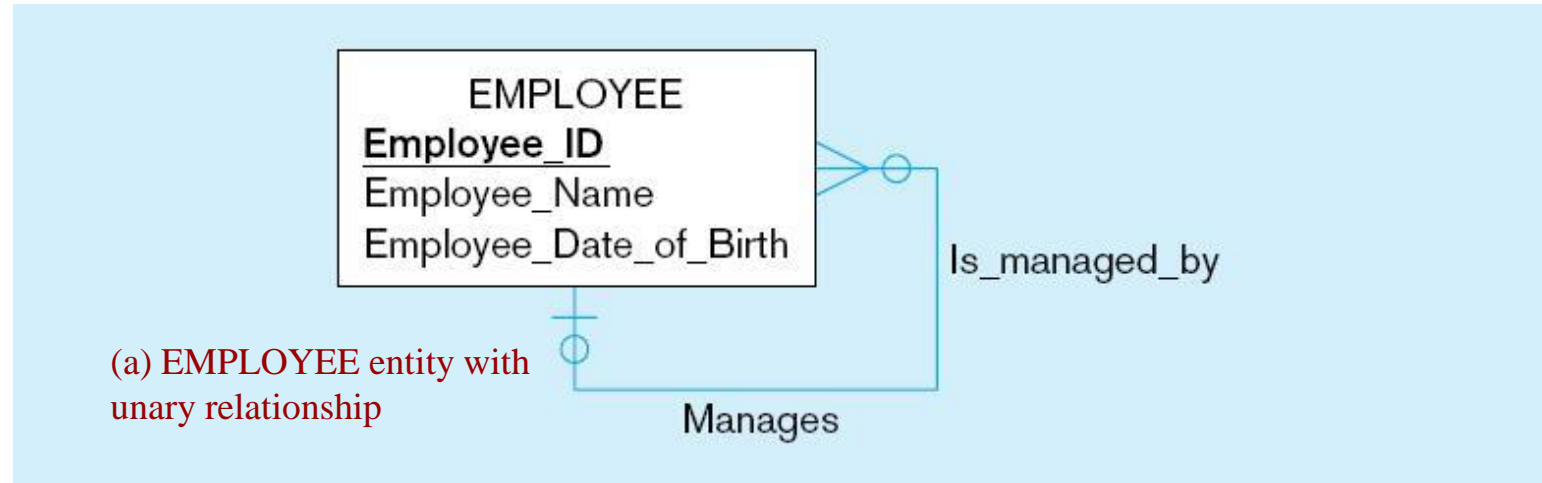 EMPLOYEE
Employee_ID
Employee_Name
Employee_Date_of_Birth
Is_managed_by
(a) EMPLOYEE entity with
unary relationship
Manages